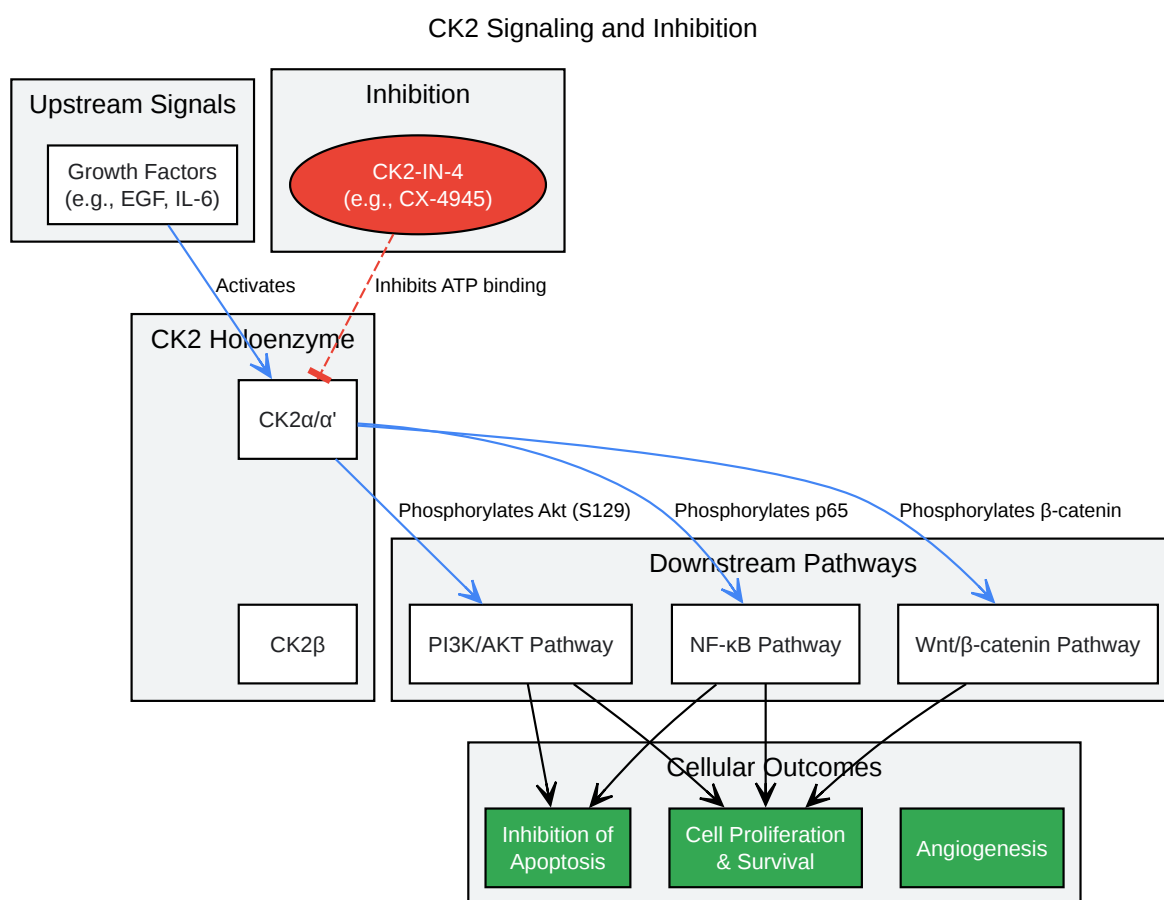 CK2 Signaling and Inhibition
Upstream Signals
Growth Factors
(e.g., EGF, IL-6)
Inhibition
CK2-IN-4
(e.g., CX-4945)
Activates
Inhibits ATP binding
CK2 Holoenzyme
CK2α/α'
CK2β
Phosphorylates Akt (S129)
Phosphorylates p65
Phosphorylates β-catenin
Downstream Pathways
PI3K/AKT Pathway
NF-κB Pathway
Wnt/β-catenin Pathway
Cellular Outcomes
Inhibition of
Apoptosis
Cell Proliferation
& Survival
Angiogenesis